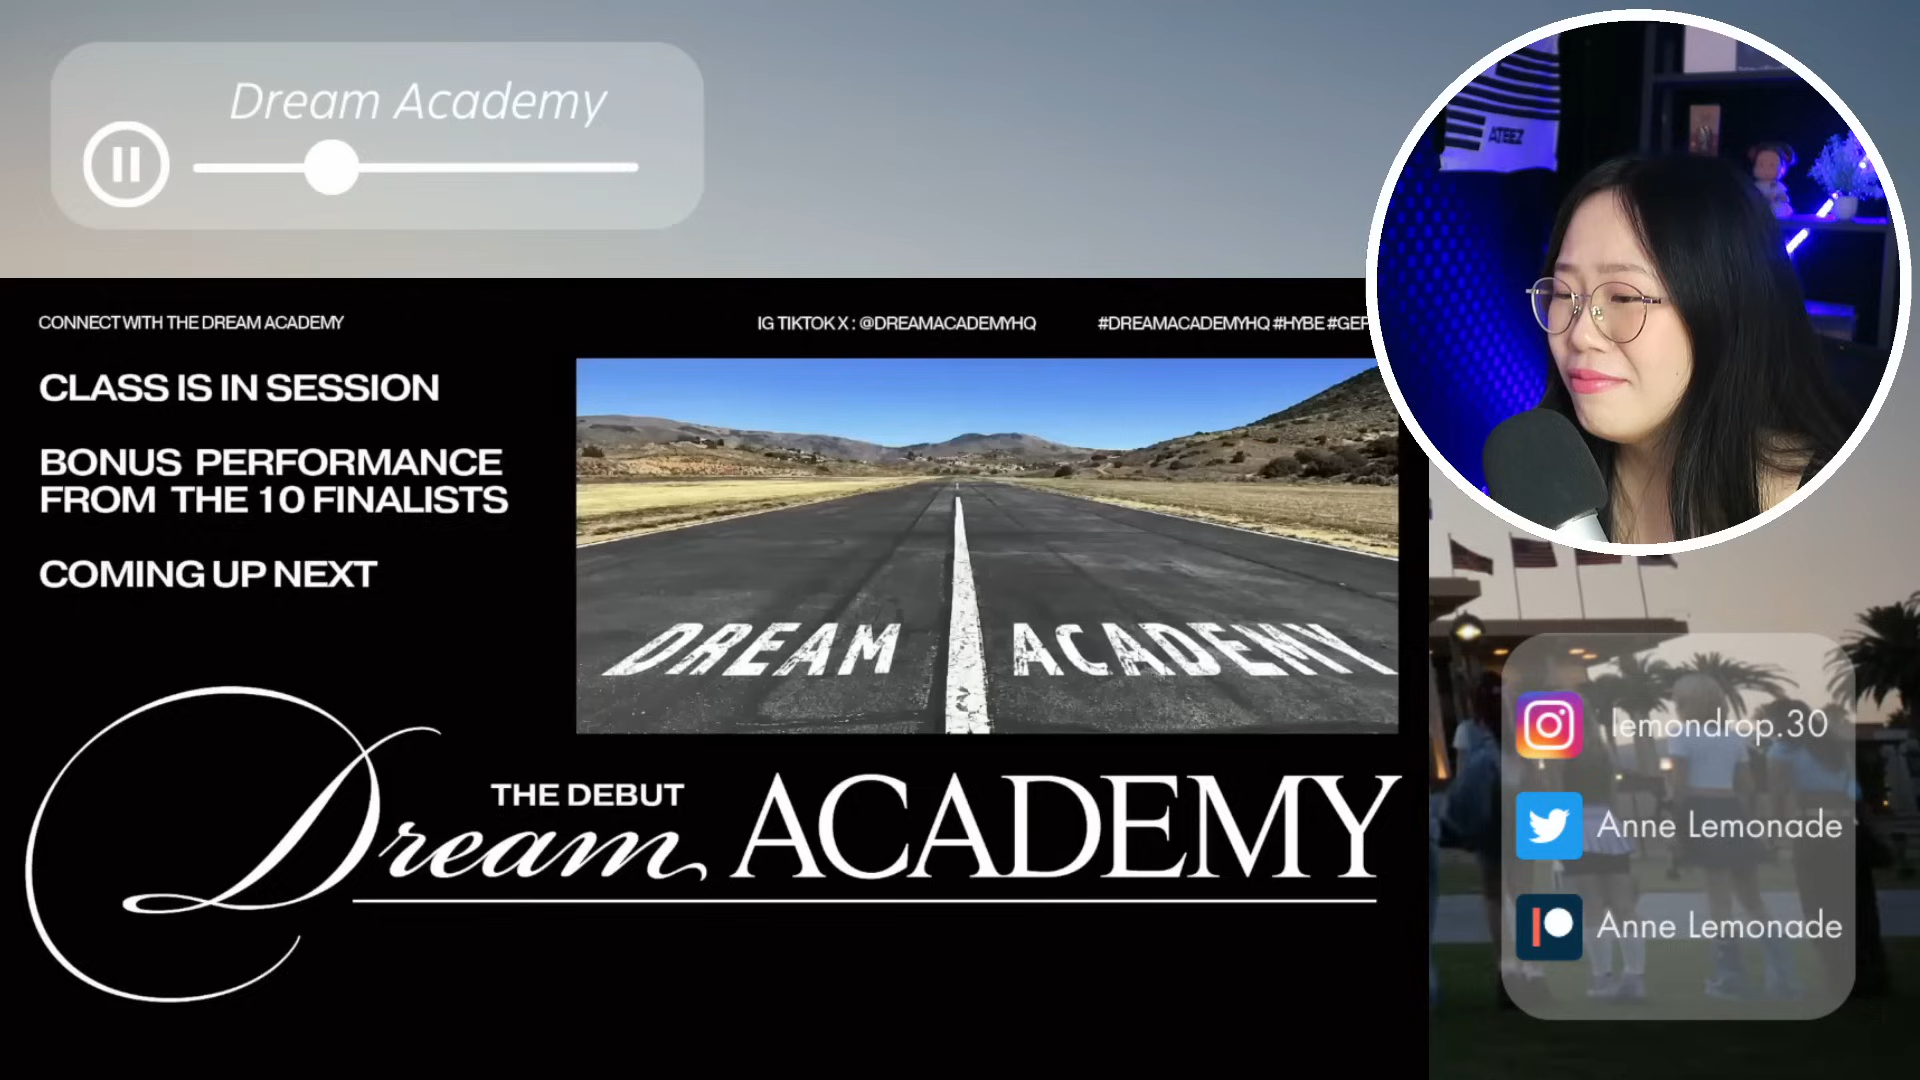 Dream Academy
ATEEZ
CONNECT WITH THE DREAM ACADEMY
IG TIKTOK X : @DREAMACADEMYHQ
#DREAMACADEMYHQ #HYBE
CLASS IS IN SESSION
BONUS PERFORMANCE
FROM THE 10 FINALISTS
COMING UP NEXT
DREAM ACADEMY
THE DEBUT
Dream ACADEMY
lemondrop.30
Anne Lemonade
Anne Lemonade